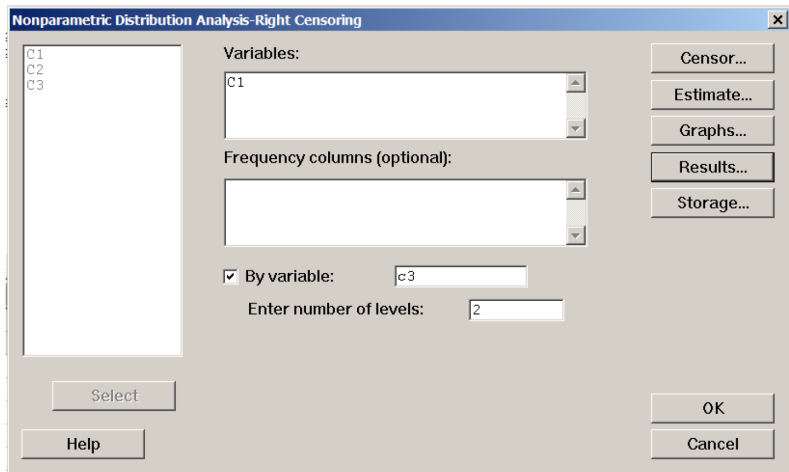 Nonparametric Distribution Analysis-Right Censoring
C1
C2
C3
Variables:
C1
Frequency columns (optional):
By variable:
c3
Enter number of levels:
2
Censor...
Estimate...
Graphs...
Results...
Storage...
Select
Help
OK
Cancel